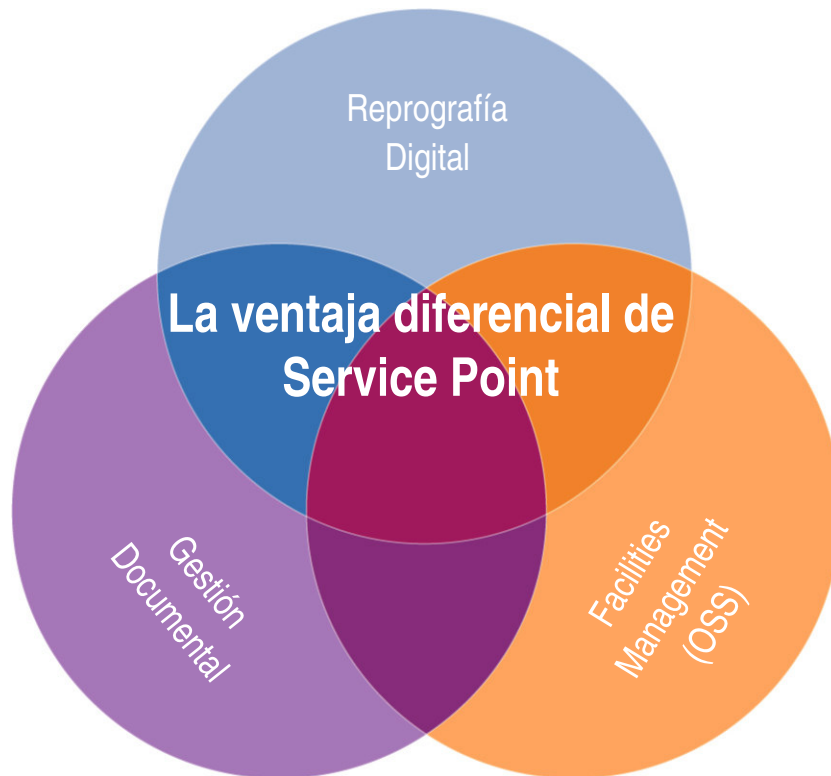 Reprografía
Digital
La ventaja diferencial de
Service Point
Gestión
Documental
Facilities
Management
(OSS)